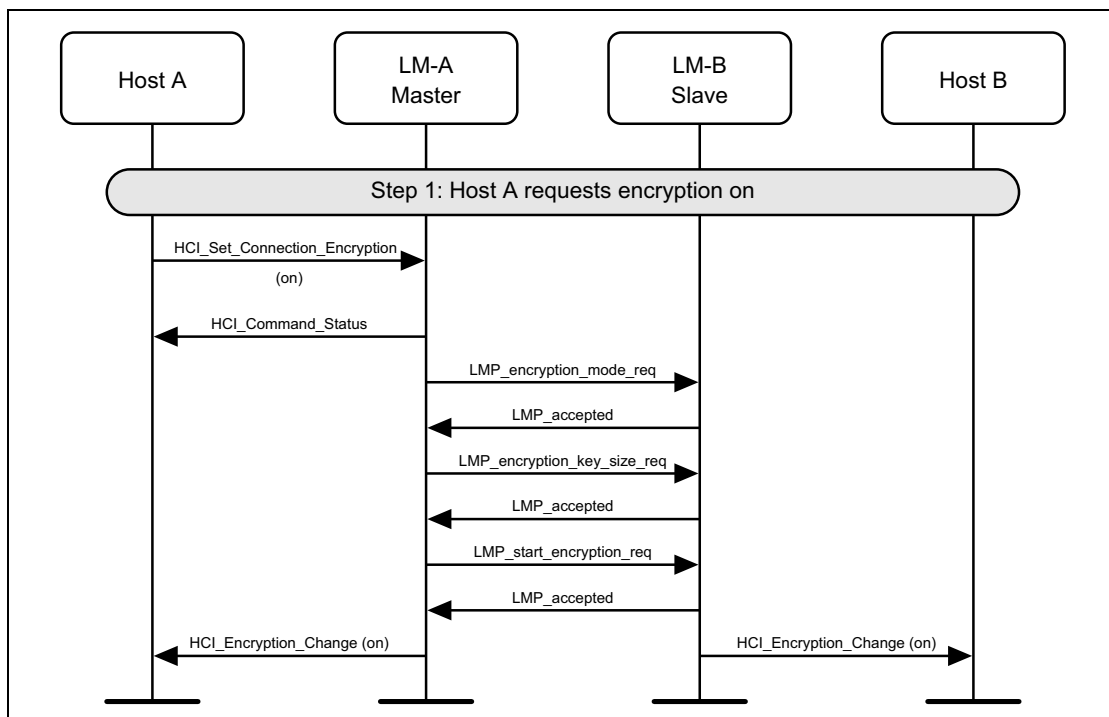 Host A
LM-A
Master
LM-B
Slave
Host B
Step 1: Host A requests encryption on
HCI_Set_Connection_Encryption
(on)
HCI_Command_Status
LMP_encryption_mode_req
LMP_accepted
LMP_encryption_key_size_req
LMP_accepted
LMP_start_encryption_req
LMP_accepted
HCI_Encryption_Change (on)
HCI_Encryption_Change (on)